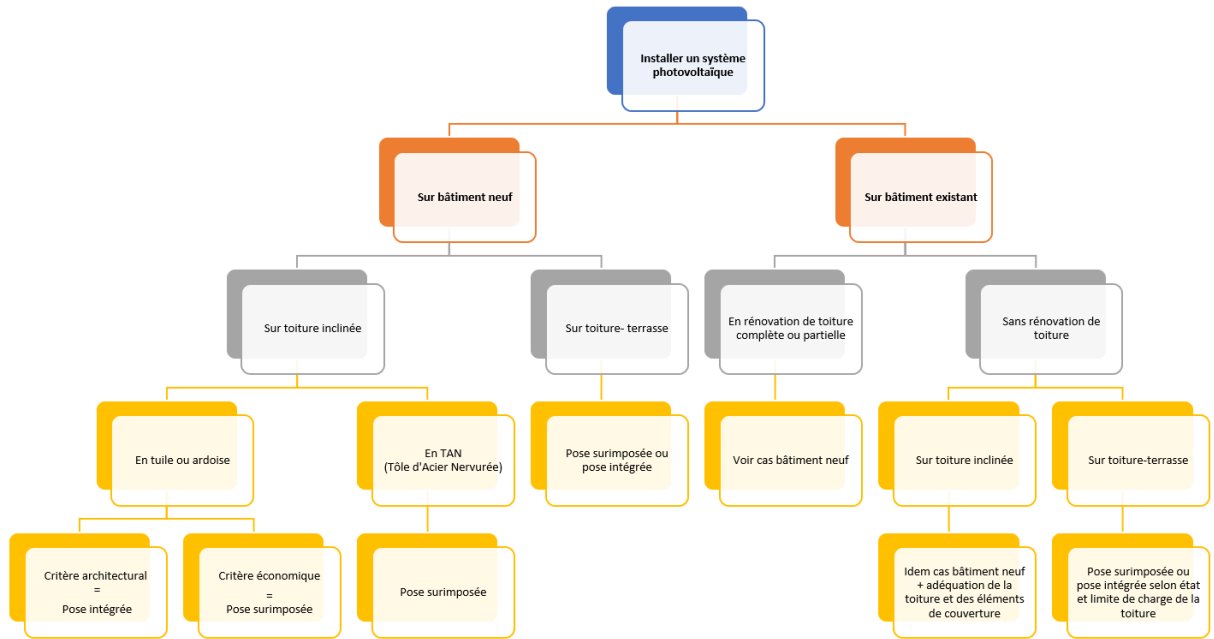 Installer un système
photovoltaïque
Sur bâtiment neuf
Sur bâtiment existant
Sur toiture inclinée
Sur toiture- terrasse
En rénovation de toiture
complète ou partielle
Sans rénovation de
toiture
En tuile ou ardoise
En TAN
(Tôle d'Acier Nervurée)
Pose surimposée ou
pose intégrée
Voir cas bâtiment neuf
Sur toiture inclinée
Sur toiture-terrasse
Critère architectural
=
Pose intégrée
Critère économique
=
Pose surimposée
Pose surimposée
Idem cas bâtiment neuf
+ adéquation de la
toiture et des éléments
de couverture
Pose surimposée ou
pose intégrée selon état
et limite de charge de la
toiture